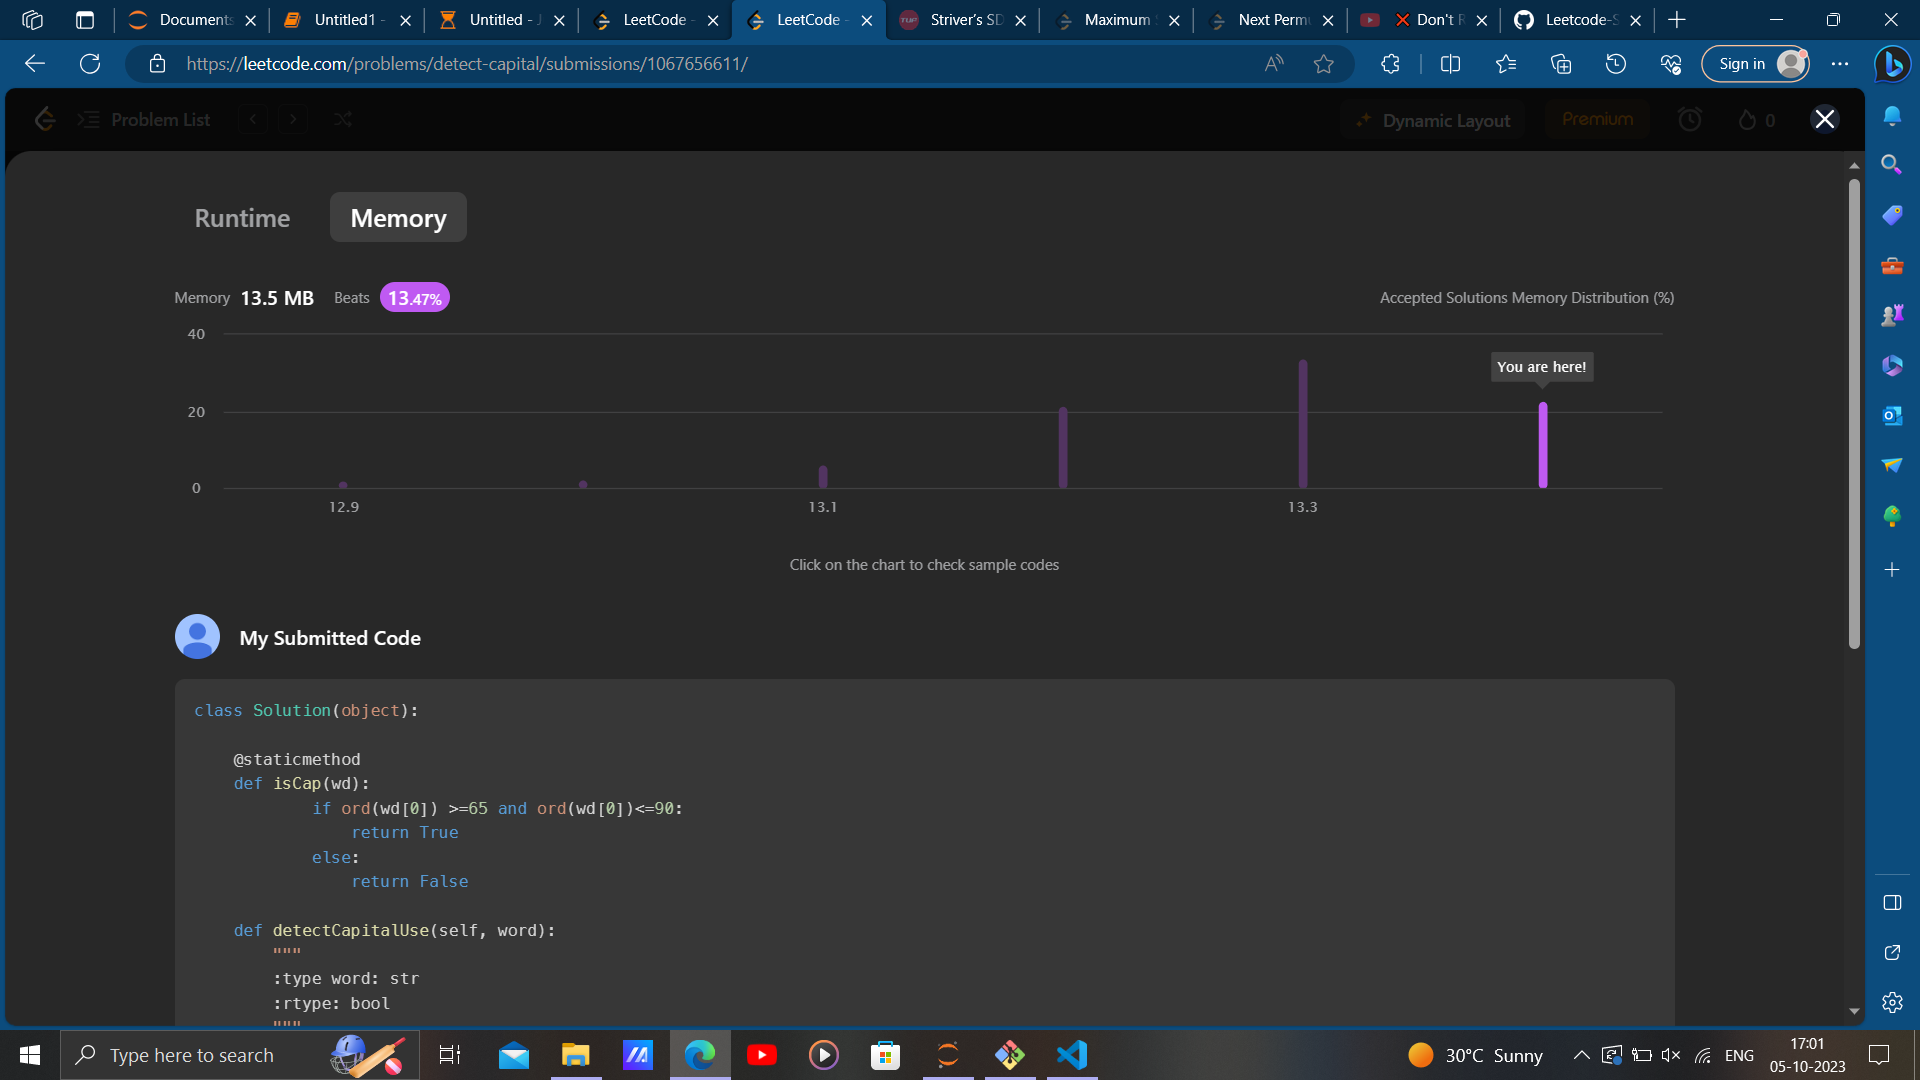 Documents
Untitled1 -
Untitled - J
LeetCode -
LeetCode -
Striver's SD
Maximum S
Next Permu
Don't R
Leetcode-S
https://leetcode.com/problems/detect-capital/submissions/1067656611/
Sign in
Problem List
Dynamic Layout
Premium
0
Runtime
Memory
Memory 13.5 MB Beats 13.47%
Accepted Solutions Memory Distribution (%)
40
You are here!
20
0
12.9
13.1
13.3
Click on the chart to check sample codes
My Submitted Code
class Solution(object):
@staticmethod
def isCap(wd):
if ord(wd[0]) >=65 and ord(wd[0])<=90:
return True
else:
return False
def detectCapitalUse(self, word):
"""
:type word: str
:rtype: bool
"""
Type here to search
30°C Sunny
ENG
17:01
05-10-2023